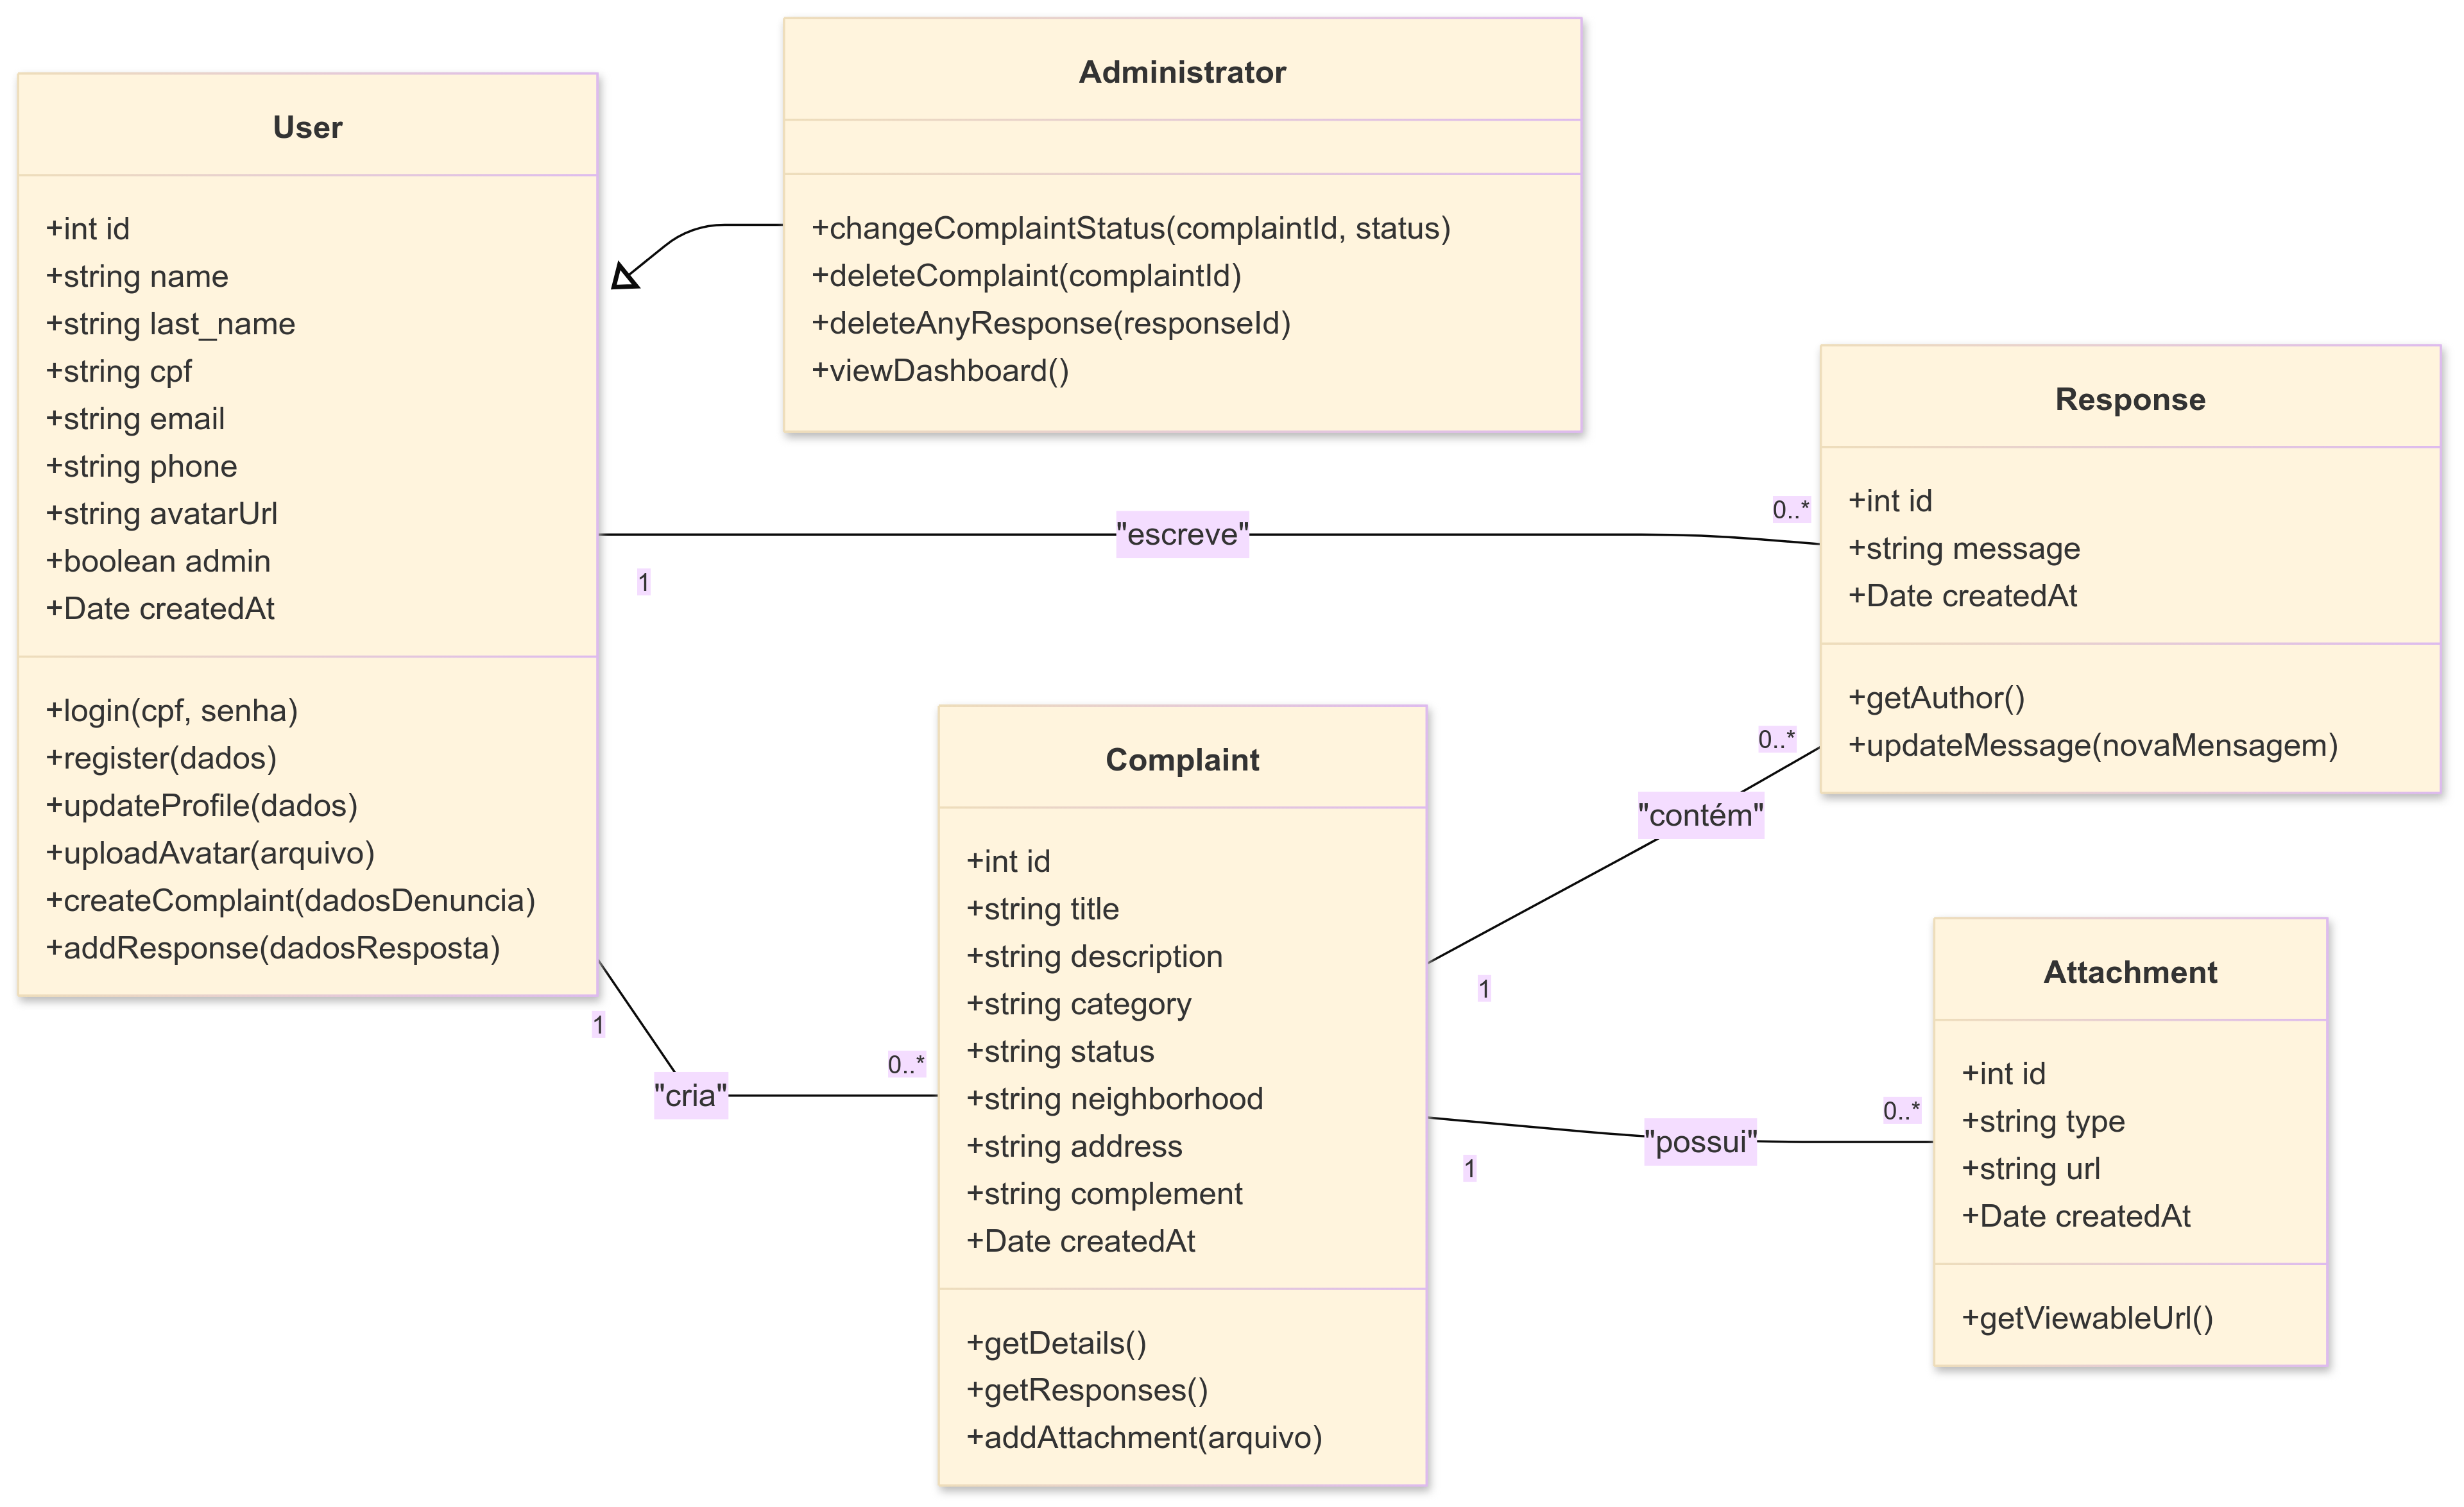 User
+int id
+string name
+string last_name
+string cpf
+string email
+string phone
+string avatarUrl
+boolean admin
+Date createdAt
+login(cpf, senha)
+register(dados)
+updateProfile(dados)
+uploadAvatar(arquivo)
+createComplaint(dadosDenuncia)
+addResponse(dadosResposta)
Administrator
+changeComplaintStatus(complaintId, status)
+deleteComplaint(complaintId)
+deleteAnyResponse(responseId)
+viewDashboard()
1
"escreve"
0..*
1
"cria"
0..*
Complaint
+int id
+string title
+string description
+string category
+string status
+string neighborhood
+string address
+string complement
+Date createdAt
+getDetails()
+getResponses()
+addAttachment(arquivo)
1
"contém"
0..*
1
"possui"
0..*
Response
+int id
+string message
+Date createdAt
+getAuthor()
+updateMessage(novaMensagem)
Attachment
+int id
+string type
+string url
+Date createdAt
+getViewableUrl()